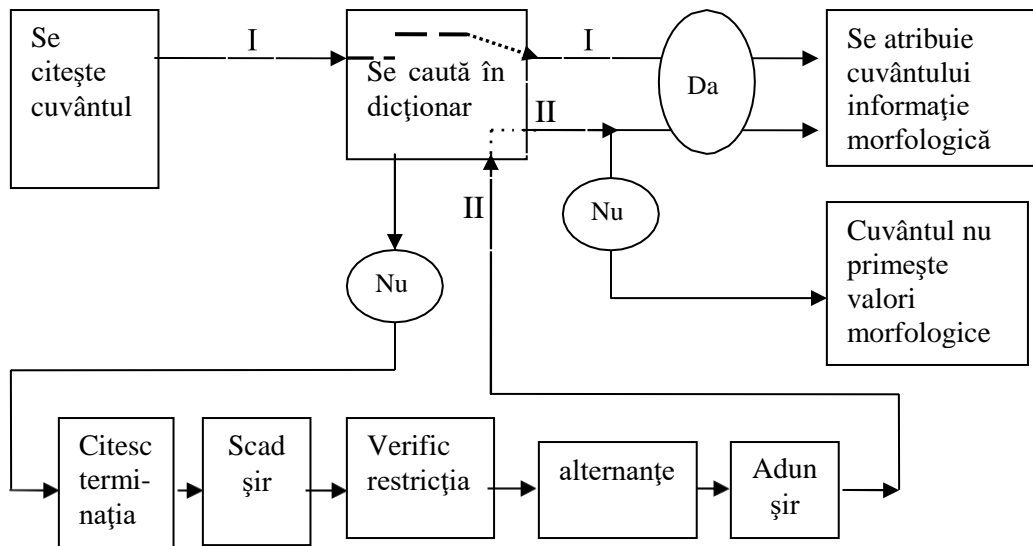 Se
citeşte
cuvântul
I
Se caută în
dicţionar
I
II
Da
Se atribuie
cuvântului
informaţie
morfologică
II
Nu
Nu
Cuvântul nu
primeşte
valori
morfologice
Citesc
termi-
naţia
Scad
şir
Verific
restricţia
alternanţe
Adun
şir